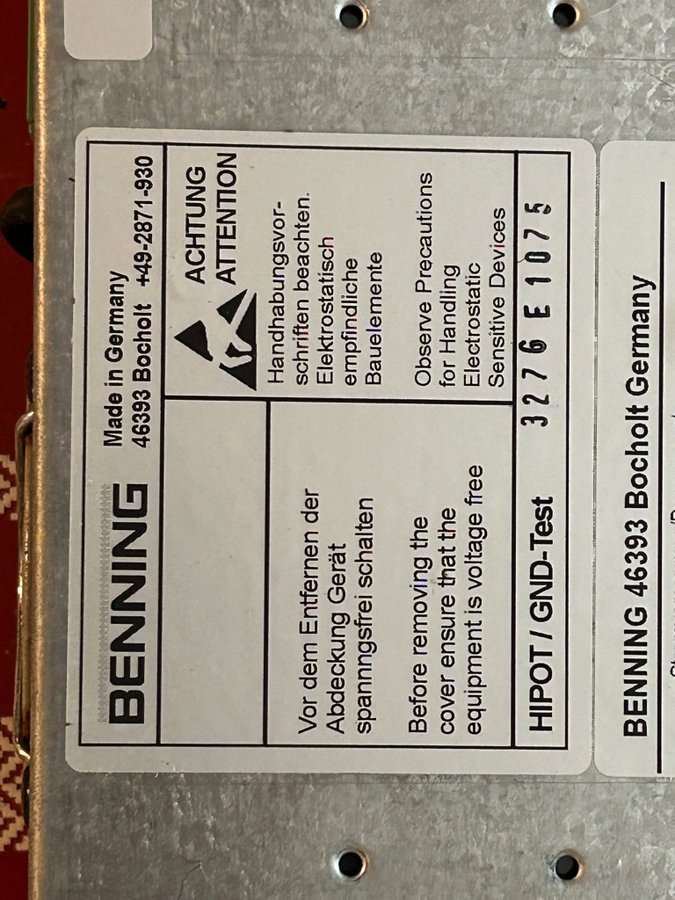 BENNING
Made in Germany
46393 Bocholt +49-2871-930
ACHTUNG
ATTENTION
Vor dem Entfernen der
Abdeckung Gerät
spannngsfrei schalten
Before removing the
cover ensure that the
equipment is voltage free
Handhabungsvor-
schriften beachten.
Elektrostatisch
empfindliche
Bauelemente
Observe Precautions
for Handling
Electrostatic
Sensitive Devices
HIPOT / GND-Test 3276 E 1075
BENNING 46393 Bocholt Germany